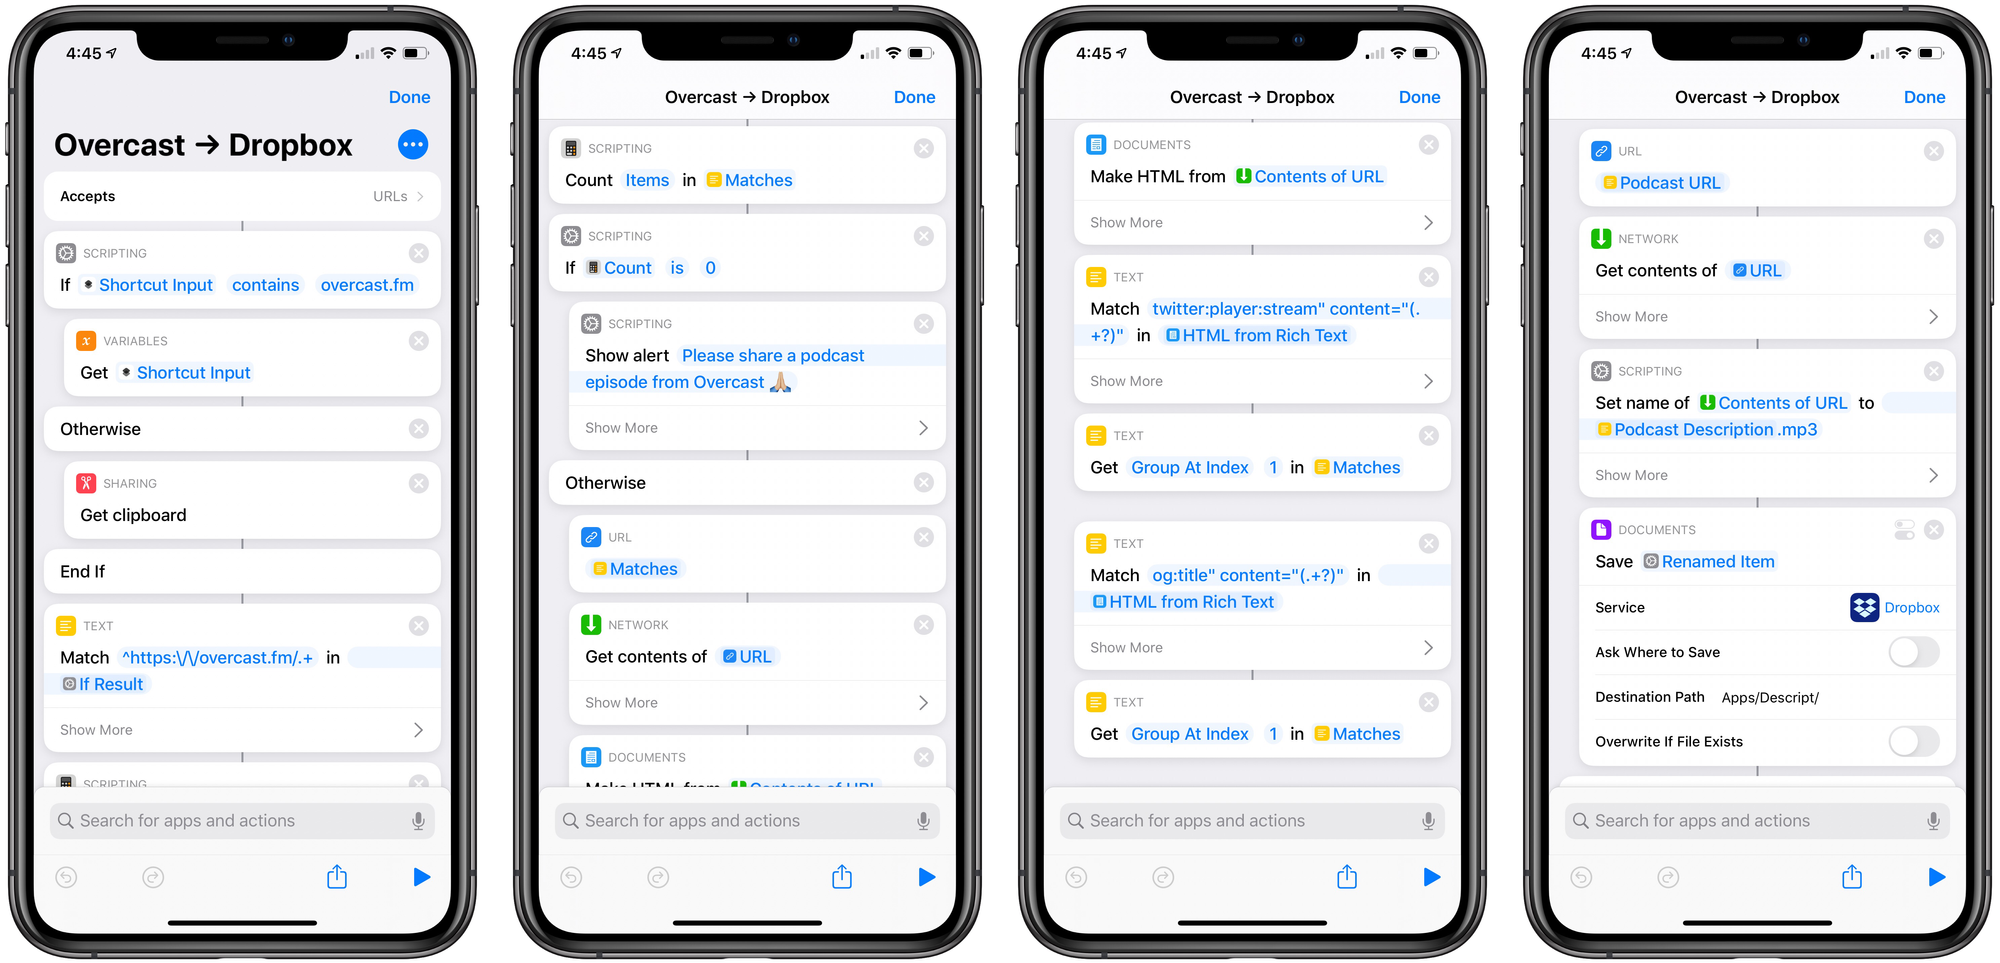 4:45
Done
Overcast → Dropbox
Accepts
URLs
SCRIPTING
If Shortcut Input contains overcast.fm
VARIABLES
Get Shortcut Input
Otherwise
SHARING
Get clipboard
End If
TEXT
Match ^https:\/\/overcast.fm/.+ in
If Result
Show More
SCRIPTING
Search for apps and actions
4:45
Overcast → Dropbox
Done
SCRIPTING
Count Items in Matches
SCRIPTING
If Count is 0
SCRIPTING
Show alert Please share a podcast
episode from Overcast 🙏🏼
Show More
Otherwise
URL
Matches
NETWORK
Get contents of URL
Show More
DOCUMENTS
Make HTML from Contents of URL
Search for apps and actions
4:45
Overcast → Dropbox
Done
DOCUMENTS
Make HTML from Contents of URL
Show More
TEXT
Match twitter:player:stream" content="(.
+?)" in HTML from Rich Text
Show More
TEXT
Get Group At Index 1 in Matches
TEXT
Match og:title" content="(.+?)" in
HTML from Rich Text
Show More
TEXT
Get Group At Index 1 in Matches
Search for apps and actions
4:45
Overcast → Dropbox
Done
URL
Podcast URL
NETWORK
Get contents of URL
Show More
SCRIPTING
Set name of Contents of URL to
Podcast Description .mp3
Show More
DOCUMENTS
Save Renamed Item
Service
Dropbox
Ask Where to Save
Destination Path Apps/Descript/
Overwrite If File Exists
Search for apps and actions